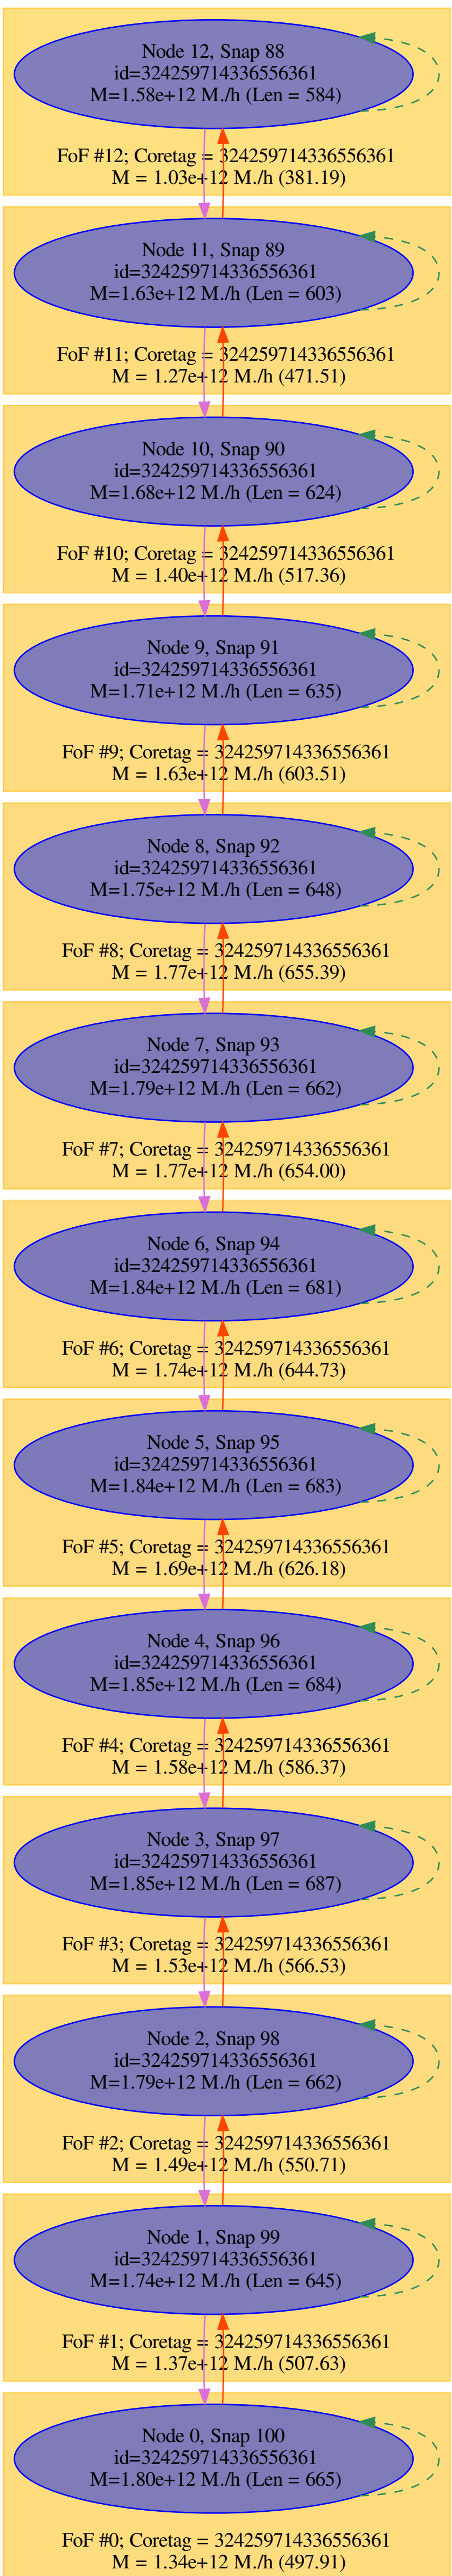 Node 12, Snap 88
id=324259714336556361
M=1.58e+12 M./h (Len = 584)
FoF #12; Coretag = 324259714336556361
M = 1.03e+12 M./h (381.19)
Node 11, Snap 89
id=324259714336556361
M=1.63e+12 M./h (Len = 603)
FoF #11; Coretag = 324259714336556361
M = 1.27e+12 M./h (471.51)
Node 10, Snap 90
id=324259714336556361
M=1.68e+12 M./h (Len = 624)
FoF #10; Coretag = 324259714336556361
M = 1.40e+12 M./h (517.36)
Node 9, Snap 91
id=324259714336556361
M=1.71e+12 M./h (Len = 635)
FoF #9; Coretag = 324259714336556361
M = 1.63e+12 M./h (603.51)
Node 8, Snap 92
id=324259714336556361
M=1.75e+12 M./h (Len = 648)
FoF #8; Coretag = 324259714336556361
M = 1.77e+12 M./h (655.39)
Node 7, Snap 93
id=324259714336556361
M=1.79e+12 M./h (Len = 662)
FoF #7; Coretag = 324259714336556361
M = 1.77e+12 M./h (654.00)
Node 6, Snap 94
id=324259714336556361
M=1.84e+12 M./h (Len = 681)
FoF #6; Coretag = 324259714336556361
M = 1.74e+12 M./h (644.73)
Node 5, Snap 95
id=324259714336556361
M=1.84e+12 M./h (Len = 683)
FoF #5; Coretag = 324259714336556361
M = 1.69e+12 M./h (626.18)
Node 4, Snap 96
id=324259714336556361
M=1.85e+12 M./h (Len = 684)
FoF #4; Coretag = 324259714336556361
M = 1.58e+12 M./h (586.37)
Node 3, Snap 97
id=324259714336556361
M=1.85e+12 M./h (Len = 687)
FoF #3; Coretag = 324259714336556361
M = 1.53e+12 M./h (566.53)
Node 2, Snap 98
id=324259714336556361
M=1.79e+12 M./h (Len = 662)
FoF #2; Coretag = 324259714336556361
M = 1.49e+12 M./h (550.71)
Node 1, Snap 99
id=324259714336556361
M=1.74e+12 M./h (Len = 645)
FoF #1; Coretag = 324259714336556361
M = 1.37e+12 M./h (507.63)
Node 0, Snap 100
id=324259714336556361
M=1.80e+12 M./h (Len = 665)
FoF #0; Coretag = 324259714336556361
M = 1.34e+12 M./h (497.91)